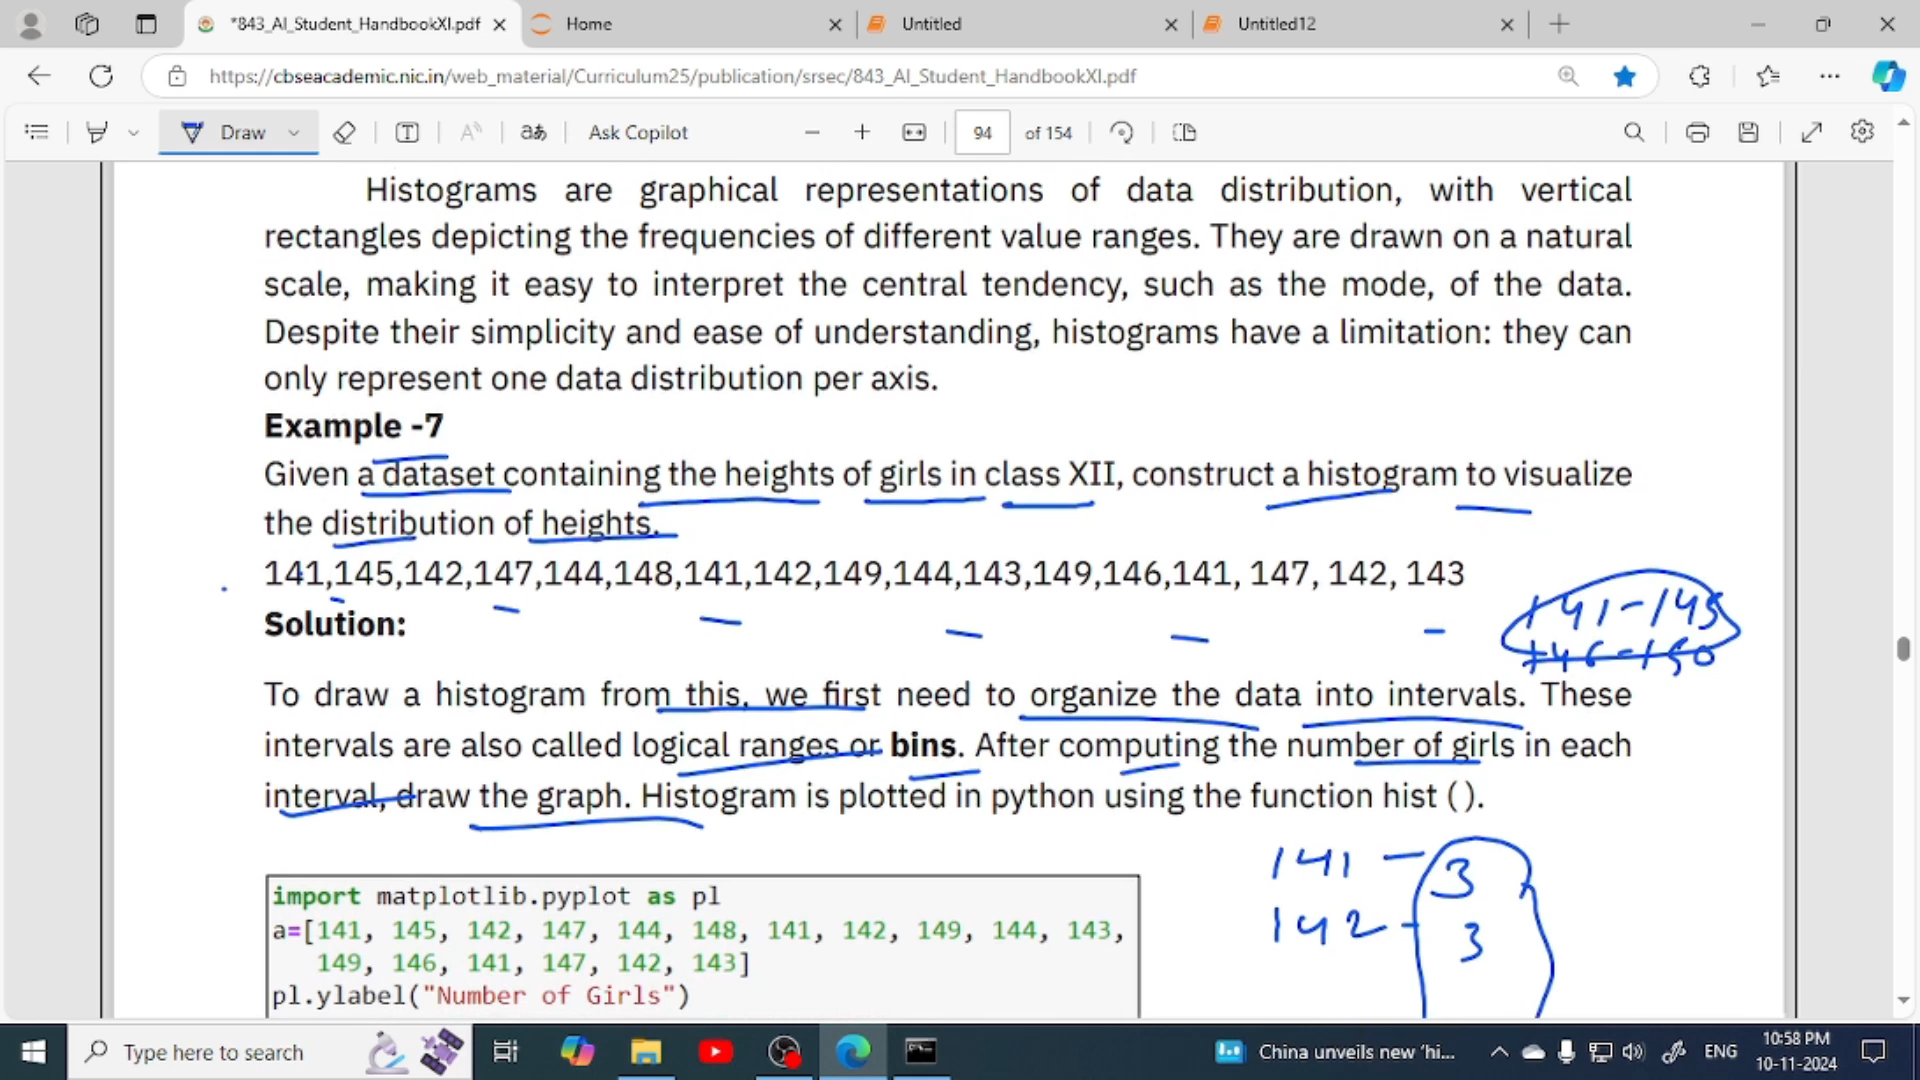 *843_AI_Student_HandbookXI.pdf
Home
Untitled
Untitled12
https://cbseacademic.nic.in/web_material/Curriculum25/publication/srsec/843_AI_Student_HandbookXI.pdf
Draw
Ask Copilot
94 of 154
Histograms are graphical representations of data distribution, with vertical
rectangles depicting the frequencies of different value ranges. They are drawn on a natural
scale, making it easy to interpret the central tendency, such as the mode, of the data.
Despite their simplicity and ease of understanding, histograms have a limitation: they can
only represent one data distribution per axis.
Example -7
Given a dataset containing the heights of girls in class XII, construct a histogram to visualize
the distribution of heights.
141,145,142,147,144,148,141,142,149,144,143,149,146,141, 147, 142, 143
141-145
Solution:
146-150
To draw a histogram from this, we first need to organize the data into intervals. These
intervals are also called logical ranges or bins. After computing the number of girls in each
interval, draw the graph. Histogram is plotted in python using the function hist ().
141 - 3
142 - 3
import matplotlib.pyplot as pl
a=[141, 145, 142, 147, 144, 148, 141, 142, 149, 144, 143,
149, 146, 141, 147, 142, 143]
pl.ylabel("Number of Girls")
Type here to search
China unveils new 'hi...
ENG
10:58 PM
10-11-2024